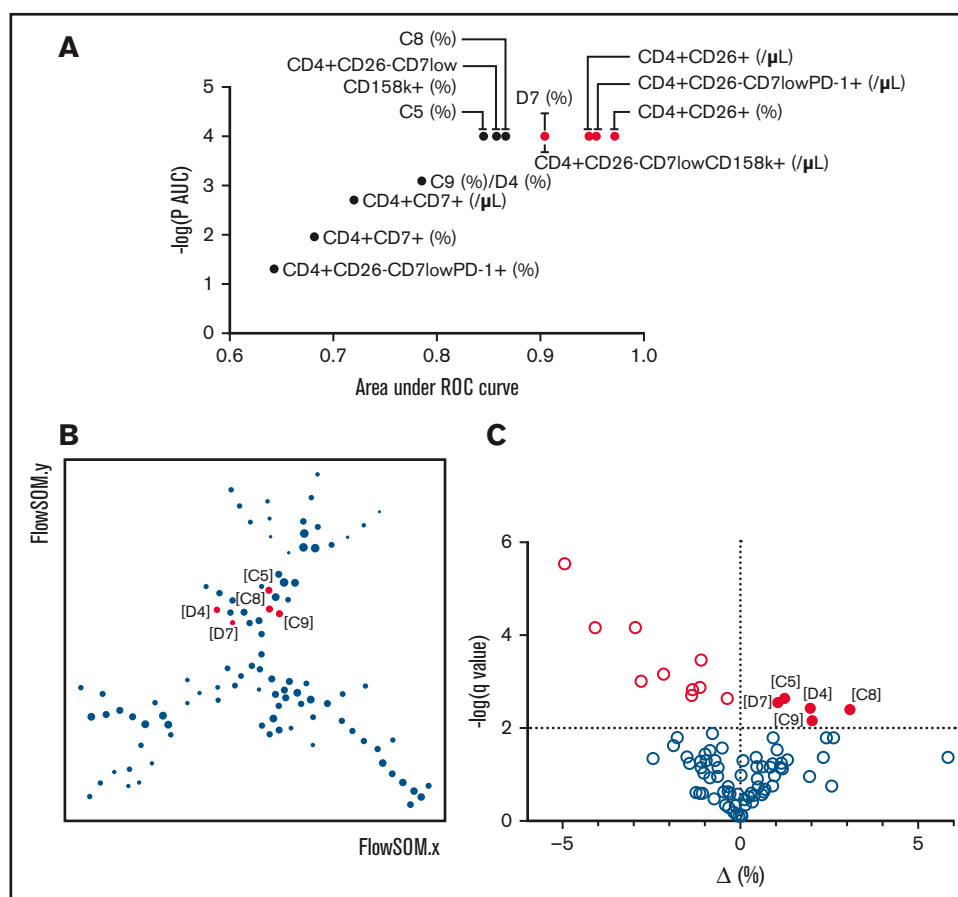 A
C8 (%)
CD4+CD26-CD7low
CD158k+ (%)
C5 (%)
D7 (%)
CD4+CD26+ (/µL)
CD4+CD26-CD7lowPD-1+ (/µL)
CD4+CD26+ (%)
CD4+CD26-CD7lowCD158k+ (/µL)
C9 (%)/D4 (%)
CD4+CD7+ (/µL)
CD4+CD7+ (%)
CD4+CD26-CD7lowPD-1+ (%)
-log(P AUC)
5
4
3
2
1
0
0.6 0.7 0.8 0.9 1.0
Area under ROC curve
B
FlowSOM.y
[C5]
[C8]
[D4]
[C9]
[D7]
FlowSOM.x
C
-log(q value)
6
4
2
0
[C5]
[D7]
[D4]
[C8]
[C9]
−5 0 5
Δ (%)